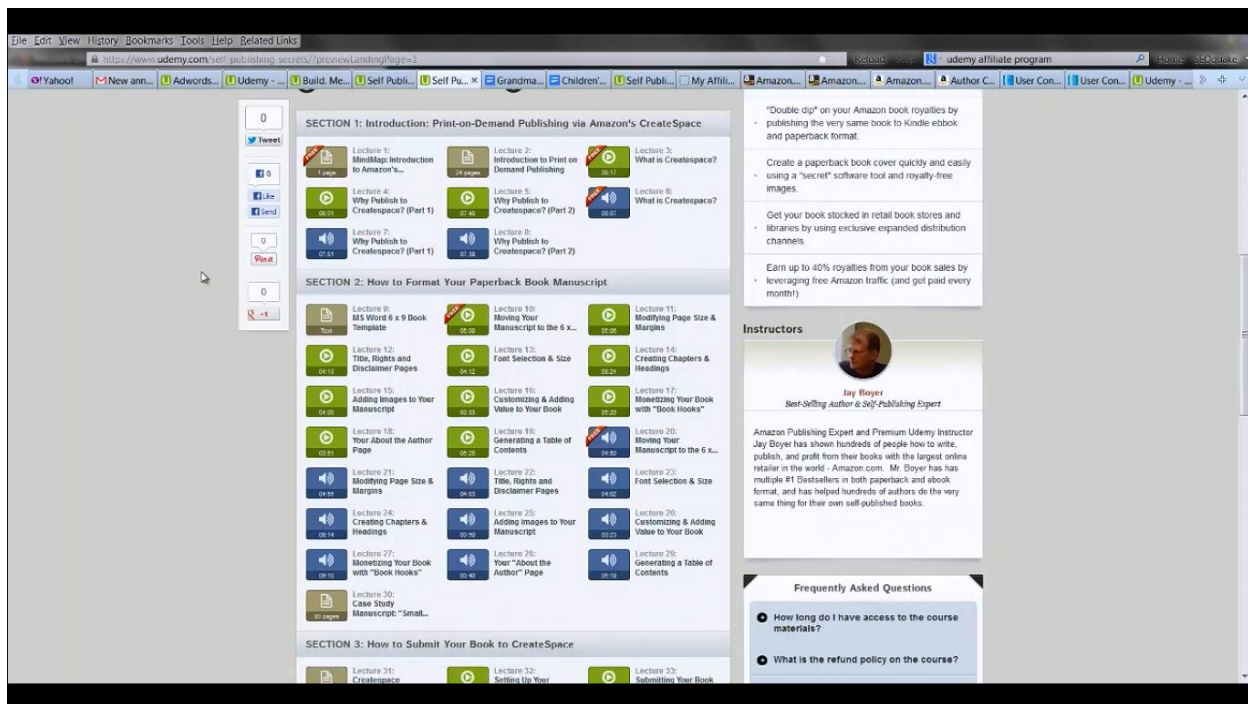 File Edit View History Bookmarks Tools Help Related Links
https://www.udemy.com/self-publishing-secrets/?previewLandingPage=1
Reload Stop
udemy affiliate program
Home SEOquake
Yahoo!
New ann...
Adwords...
Udemy - ...
Build. Me...
Self Publi...
Self Pu... ×
Grandma...
Children'...
Self Publi...
My Affili...
Amazon...
Amazon...
Amazon...
Author C...
User Con...
User Con...
Udemy - ...
0
Tweet
0
Like
Send
0
Pin it
0
+1
SECTION 1: Introduction: Print-on-Demand Publishing via Amazon's CreateSpace
FREE
1 page
Lecture 1:
MindMap: Introduction
to Amazon's...
24 pages
Lecture 2:
Introduction to Print on
Demand Publishing
FREE
08:17
Lecture 3:
What is Createspace?
08:01
Lecture 4:
Why Publish to
Createspace? (Part 1)
07:48
Lecture 5:
Why Publish to
Createspace? (Part 2)
FREE
08:07
Lecture 6:
What is Createspace?
07:51
Lecture 7:
Why Publish to
Createspace? (Part 1)
07:38
Lecture 8:
Why Publish to
Createspace? (Part 2)
SECTION 2: How to Format Your Paperback Book Manuscript
Text
Lecture 9:
MS Word 6 x 9 Book
Template
FREE
05:00
Lecture 10:
Moving Your
Manuscript to the 6 x...
05:06
Lecture 11:
Modifying Page Size &
Margins
04:13
Lecture 12:
Title, Rights and
Disclaimer Pages
04:12
Lecture 13:
Font Selection & Size
Lecture 14:
Creating Chapters &
Headings
04:00
Lecture 15:
Adding Images to Your
Manuscript
03:33
Lecture 16:
Customizing & Adding
Value to Your Book
05:20
Lecture 17:
Monetizing Your Book
with "Book Hooks"
03:51
Lecture 18:
Your About the Author
Page
05:28
Lecture 19:
Generating a Table of
Contents
FREE
04:50
Lecture 20:
Moving Your
Manuscript to the 6 x...
04:56
Lecture 21:
Modifying Page Size &
Margins
04:03
Lecture 22:
Title, Rights and
Disclaimer Pages
04:02
Lecture 23:
Font Selection & Size
Lecture 24:
Creating Chapters &
Headings
03:50
Lecture 25:
Adding Images to Your
Manuscript
03:23
Lecture 26:
Customizing & Adding
Value to Your Book
05:10
Lecture 27:
Monetizing Your Book
with "Book Hooks"
03:40
Lecture 28:
Your "About the
Author" Page
05:18
Lecture 29:
Generating a Table of
Contents
pages
Lecture 30:
Case Study
Manuscript: "Small...
SECTION 3: How to Submit Your Book to CreateSpace
Lecture 31:
Createspace
Lecture 32:
Setting Up Your
Lecture 33:
Submitting Your Book
"Double dip" on your Amazon book royalties by
publishing the very same book to Kindle ebbok
and paperback format.
Create a paperback book cover quickly and easily
using a "secret" software tool and royalty-free
images.
Get your book stocked in retail book stores and
libraries by using exclusive expanded distribution
channels.
Earn up to 40% royalties from your book sales by
leveraging free Amazon traffic (and get paid every
month!)
Instructors
Jay Boyer
Best-Selling Author & Self-Publishing Expert
Amazon Publishing Expert and Premium Udemy Instructor
Jay Boyer has shown hundreds of people how to write,
publish, and profit from their books with the largest online
retailer in the world - Amazon.com. Mr. Boyer has has
multiple #1 Bestsellers in both paperback and ebook
format, and has helped hundreds of authors do the very
same thing for their own self-published books.
Frequently Asked Questions
How long do I have access to the course
materials?
What is the refund policy on the course?